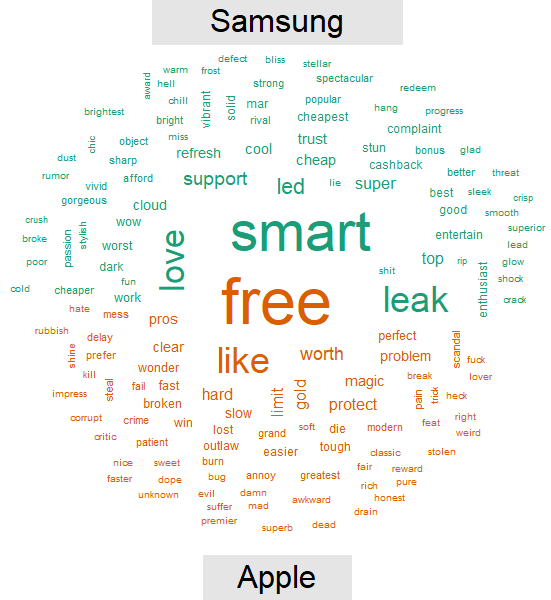 Samsung
defect
bliss
stellar
warm
frost
award
hell
strong
spectacular
redeem
chill
vibrant
solid
mar
popular
hang
progress
brightest
bright
rival
cheapest
complaint
chic
miss
object
refresh
cool
trust
stun
bonus
glad
dust
sharp
cheap
cashback
better
threat
rumor
vivid
afford
support
led
lie
super
best
sleek
crisp
gorgeous
cloud
good
smooth
crush
passion
stylish
wow
love
smart
entertain
superior
broke
worst
lead
poor
dark
top
rip
glow
cold
cheaper
fun
work
shit
leak
enthusiast
shock
crack
hate
mess
free
rubbish
delay
pros
perfect
scandal
shine
prefer
clear
like
worth
problem
fuck
kill
wonder
magic
break
lover
impress
steal
fail
fast
hard
limit
gold
protect
pain
trick
heck
corrupt
crime
broken
win
slow
die
modern
feat
right
critic
patient
lost
grand
soft
tough
classic
weird
outlaw
easier
stolen
nice
sweet
burn
fair
reward
faster
dope
bug
annoy
greatest
rich
pure
unknown
evil
damn
awkward
honest
suffer
mad
drain
premier
superb
dead
Apple